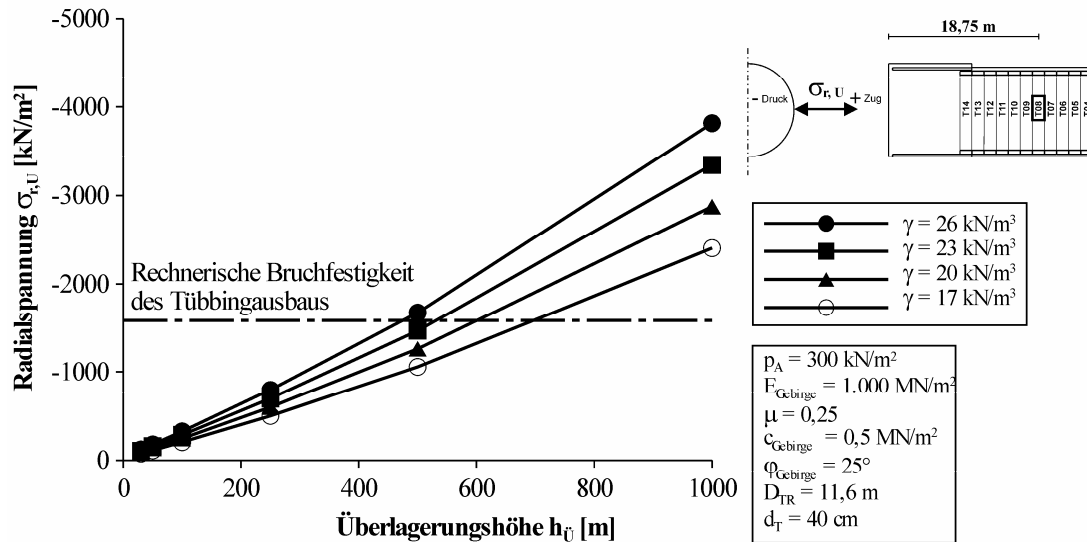 -5000
-4000
-3000
-2000
-1000
0
Radialspannung σr,U [kN/m²]
Rechnerische Bruchfestigkeit
des Tübbingausbaus
0
200
400
600
800
1000
Überlagerungshöhe hÜ [m]
18,75 m
- Druck
σr, U
+ Zug
T14
T13
T12
T11
T10
T09
T08
T07
T06
T05
γ = 26 kN/m³
γ = 23 kN/m³
γ = 20 kN/m³
γ = 17 kN/m³
pA = 300 kN/m²
EGebirge = 1.000 MN/m²
μ = 0,25
cGebirge = 0,5 MN/m²
φGebirge = 25°
DTR = 11,6 m
dT = 40 cm